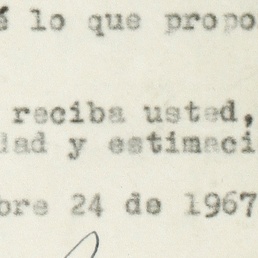 é lo que propo
reciba usted,
dad y estimaci
bre 24 de 1967